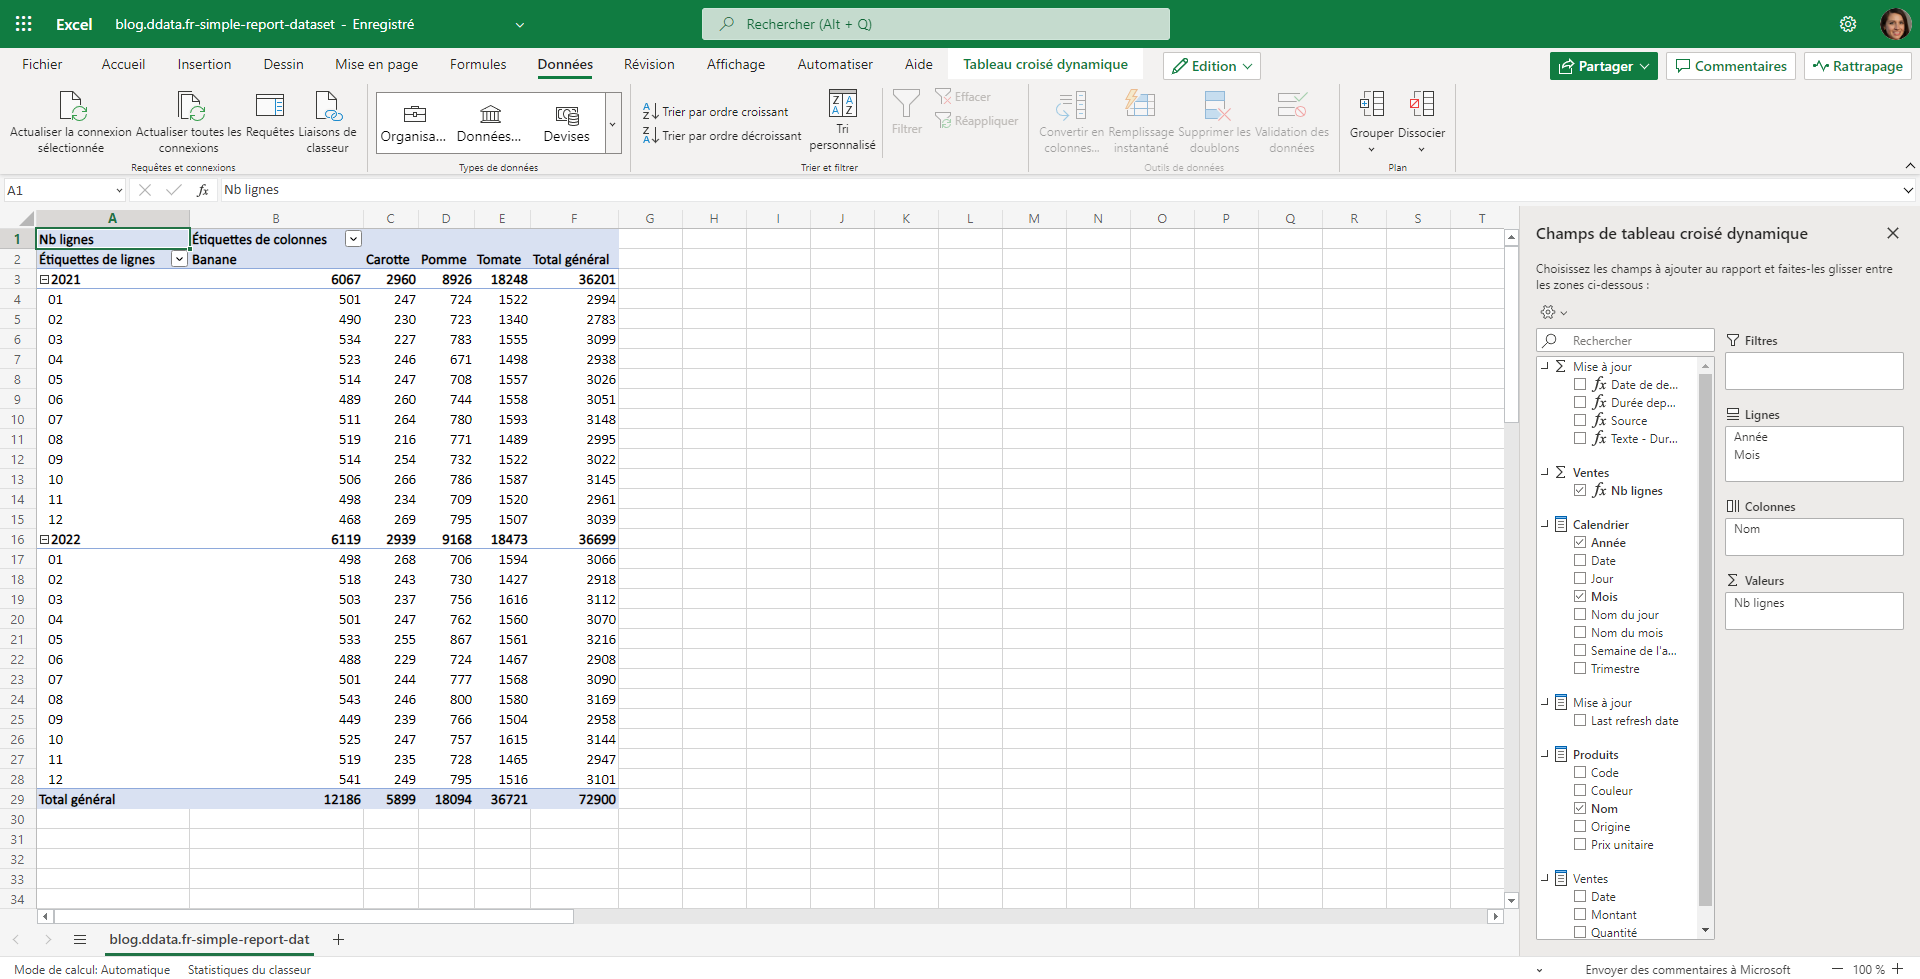 Excel blog.ddata.fr-simple-report-dataset - Enregistré Rechercher (Alt + Q)
Fichier Accueil Insertion Dessin Mise en page Formules Données Révision Affichage Automatiser Aide Tableau croisé dynamique Edition Partager Commentaires Rattrapage
Actualiser la connexion sélectionnée
Actualiser toutes les connexions
Requêtes
Liaisons de classeur
Requêtes et connexions
Organisa... Données... Devises
Types de données
Trier par ordre croissant
Trier par ordre décroissant
Tri personnalisé
Filtrer
Effacer
Réappliquer
Trier et filtrer
Convertir en colonnes...
Remplissage instantané
Supprimer les doublons
Validation des données
Outils de données
Grouper Dissocier
Plan
A1 fx Nb lignes
A B C D E F G H I J K L M N O P Q R S T
1 Nb lignes Étiquettes de colonnes
2 Étiquettes de lignes Banane Carotte Pomme Tomate Total général
3 2021 6067 2960 8926 18248 36201
4 01 501 247 724 1522 2994
5 02 490 230 723 1340 2783
6 03 534 227 783 1555 3099
7 04 523 246 671 1498 2938
8 05 514 247 708 1557 3026
9 06 489 260 744 1558 3051
10 07 511 264 780 1593 3148
11 08 519 216 771 1489 2995
12 09 514 254 732 1522 3022
13 10 506 266 786 1587 3145
14 11 498 234 709 1520 2961
15 12 468 269 795 1507 3039
16 2022 6119 2939 9168 18473 36699
17 01 498 268 706 1594 3066
18 02 518 243 730 1427 2918
19 03 503 237 756 1616 3112
20 04 501 247 762 1560 3070
21 05 533 255 867 1561 3216
22 06 488 229 724 1467 2908
23 07 501 244 777 1568 3090
24 08 543 246 800 1580 3169
25 09 449 239 766 1504 2958
26 10 525 247 757 1615 3144
27 11 519 235 728 1465 2947
28 12 541 249 795 1516 3101
29 Total général 12186 5899 18094 36721 72900
30
31
32
33
34
Champs de tableau croisé dynamique
Choisissez les champs à ajouter au rapport et faites-les glisser entre
les zones ci-dessous :
Rechercher
Mise à jour
fx Date de de...
fx Durée dep...
fx Source
fx Texte - Dur...
Ventes
fx Nb lignes
Calendrier
Année
Date
Jour
Mois
Nom du jour
Nom du mois
Semaine de l'a...
Trimestre
Mise à jour
Last refresh date
Produits
Code
Couleur
Nom
Origine
Prix unitaire
Ventes
Date
Montant
Quantité
Filtres
Lignes
Année
Mois
Colonnes
Nom
Σ Valeurs
Nb lignes
blog.ddata.fr-simple-report-dat
Mode de calcul: Automatique Statistiques du classeur Envoyer des commentaires à Microsoft 100 %